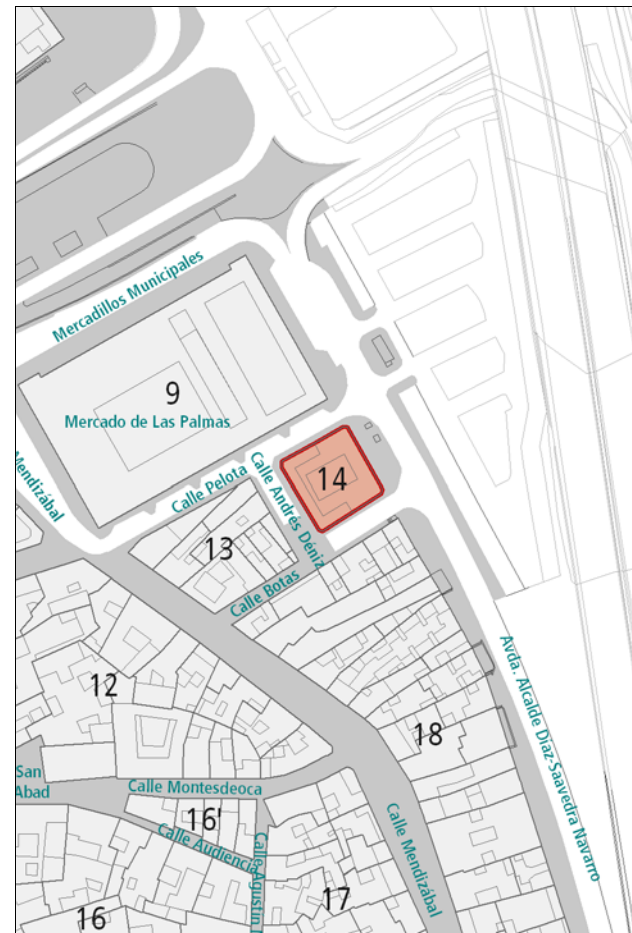 Mercadillos Municipales
9
Mercado de Las Palmas
Mendizábal
Calle Pelota
Calle Andrés Déniz
14
13
Calle Botas
12
18
Avda. Alcalde Díaz-Saavedra Navarro
San
Abad
Calle Montesdeoca
16'
Calle Audiencia
Calle Agustín
Calle Mendizábal
17
16